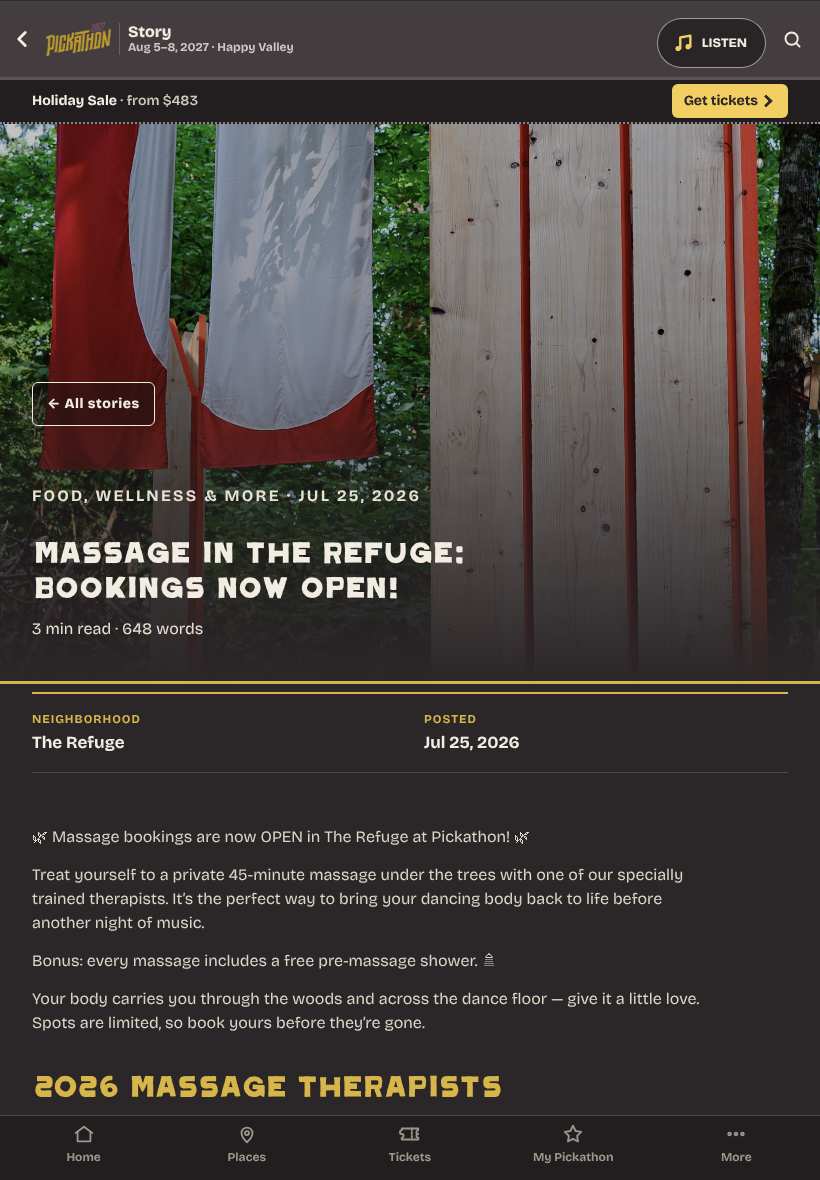 PICKATHON
Story
Aug 5–8, 2027 · Happy Valley
LISTEN
Holiday Sale · from $483
Get tickets
← All stories
FOOD, WELLNESS & MORE · JUL 25, 2026
MASSAGE IN THE REFUGE:
BOOKINGS NOW OPEN!
3 min read · 648 words
NEIGHBORHOOD
The Refuge
POSTED
Jul 25, 2026
🌿 Massage bookings are now OPEN in The Refuge at Pickathon! 🌿
Treat yourself to a private 45-minute massage under the trees with one of our specially
trained therapists. It’s the perfect way to bring your dancing body back to life before
another night of music.
Bonus: every massage includes a free pre-massage shower. 🚿
Your body carries you through the woods and across the dance floor — give it a little love.
Spots are limited, so book yours before they’re gone.
2026 MASSAGE THERAPISTS
Home
Places
Tickets
My Pickathon
More